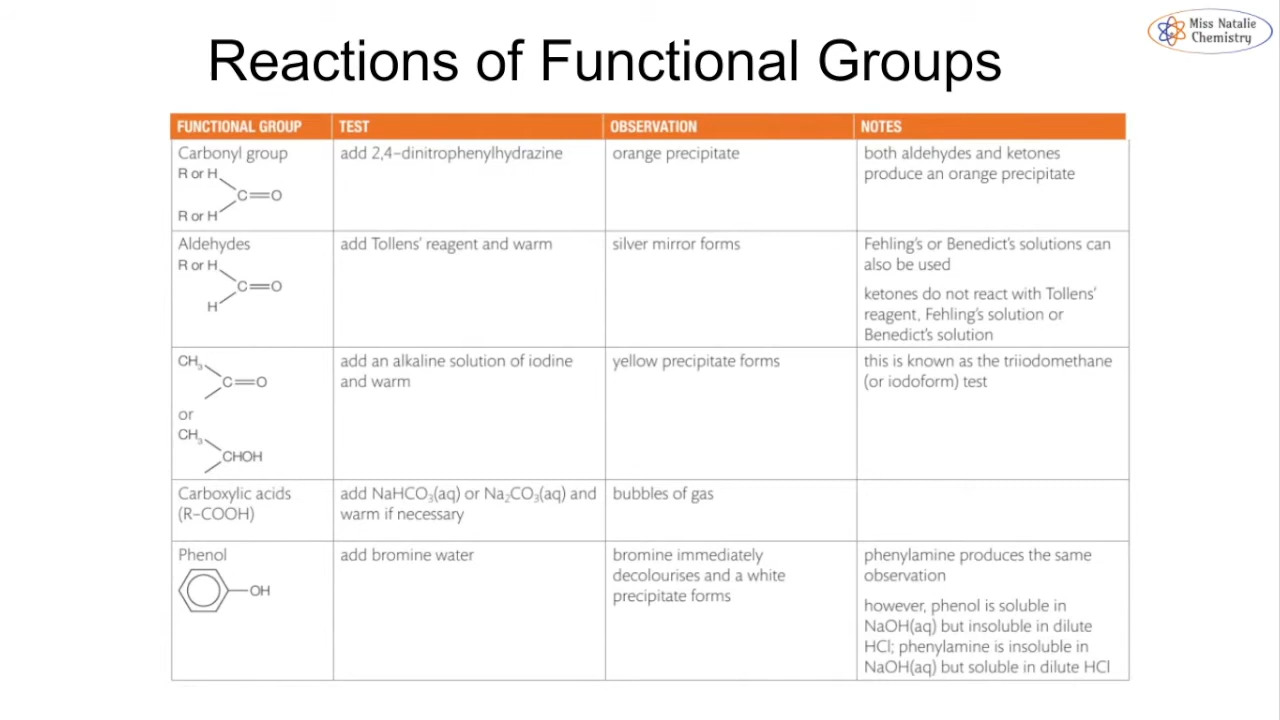 Miss Natalie
Chemistry
Reactions of Functional Groups
FUNCTIONAL GROUP TEST OBSERVATION NOTES
Carbonyl group
R or H
C=O
R or H
add 2,4–dinitrophenylhydrazine
orange precipitate
both aldehydes and ketones
produce an orange precipitate
Aldehydes
R or H
C=O
H
add Tollens' reagent and warm
silver mirror forms
Fehling's or Benedict's solutions can
also be used
ketones do not react with Tollens'
reagent, Fehling's solution or
Benedict's solution
CH₃
C=O
or
CH₃
CHOH
add an alkaline solution of iodine
and warm
yellow precipitate forms
this is known as the triiodomethane
(or iodoform) test
Carboxylic acids
(R–COOH)
add NaHCO₃(aq) or Na₂CO₃(aq) and
warm if necessary
bubbles of gas
Phenol
OH
add bromine water
bromine immediately
decolourises and a white
precipitate forms
phenylamine produces the same
observation
however, phenol is soluble in
NaOH(aq) but insoluble in dilute
HCl; phenylamine is insoluble in
NaOH(aq) but soluble in dilute HCl